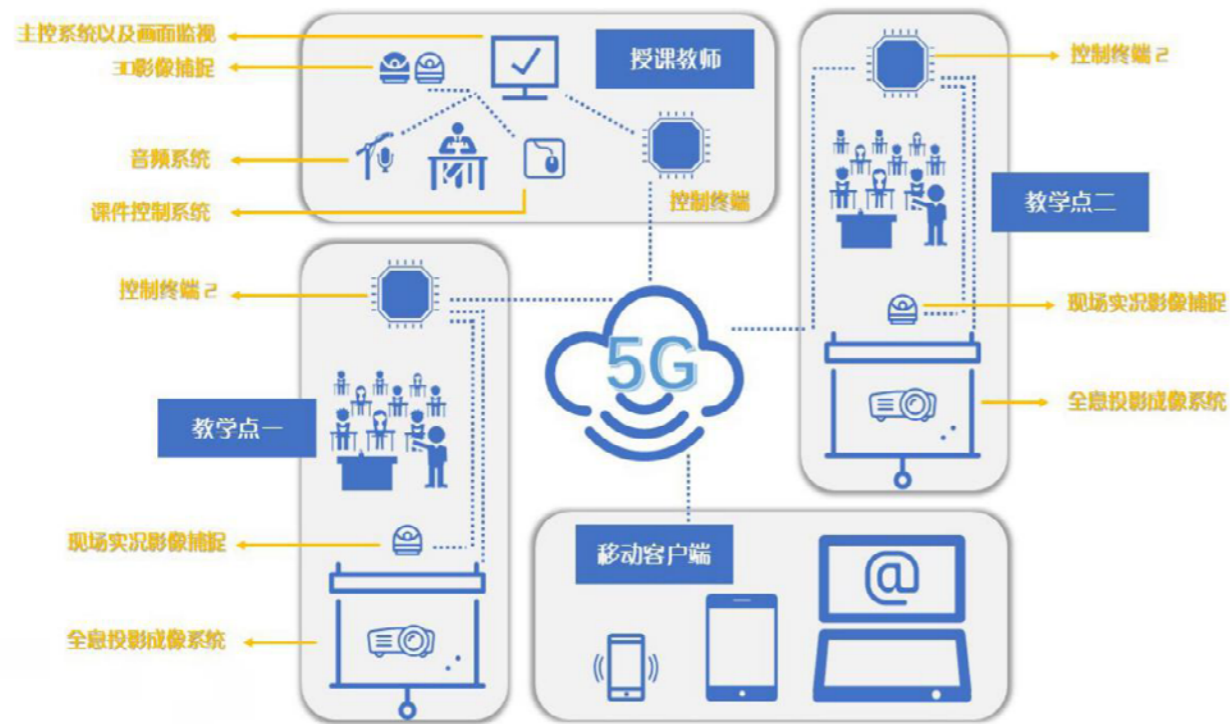 主控系统以及画面监视
3D影像捕捉
授课教师
控制终端 2
音频系统
课件控制系统
控制终端
教学点二
控制终端 2
现场实况影像捕捉
5G
全息投影成像系统
教学点一
现场实况影像捕捉
移动客户端
@
全息投影成像系统